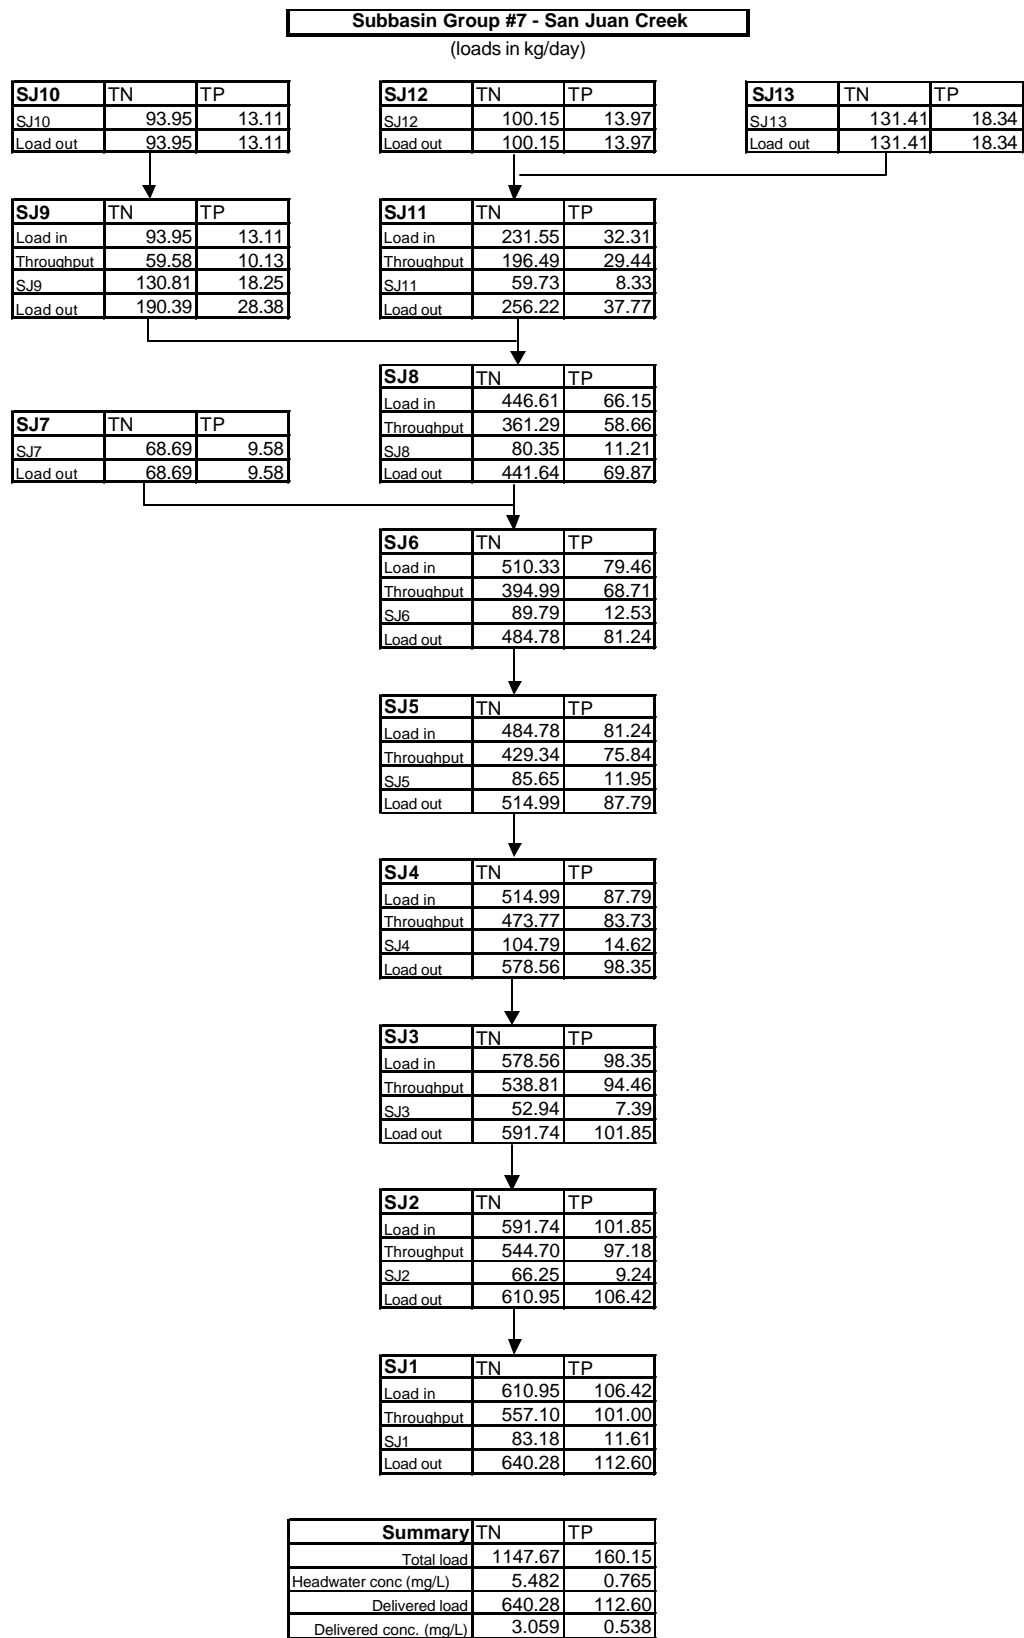 Subbasin Group #7 - San Juan Creek
(loads in kg/day)
SJ10 TN TP
SJ10 93.95 13.11
Load out 93.95 13.11
SJ12 TN TP
SJ12 100.15 13.97
Load out 100.15 13.97
SJ13 TN TP
SJ13 131.41 18.34
Load out 131.41 18.34
SJ9 TN TP
Load in 93.95 13.11
Throughput 59.58 10.13
SJ9 130.81 18.25
Load out 190.39 28.38
SJ11 TN TP
Load in 231.55 32.31
Throughput 196.49 29.44
SJ11 59.73 8.33
Load out 256.22 37.77
SJ8 TN TP
Load in 446.61 66.15
Throughput 361.29 58.66
SJ8 80.35 11.21
Load out 441.64 69.87
SJ7 TN TP
SJ7 68.69 9.58
Load out 68.69 9.58
SJ6 TN TP
Load in 510.33 79.46
Throughput 394.99 68.71
SJ6 89.79 12.53
Load out 484.78 81.24
SJ5 TN TP
Load in 484.78 81.24
Throughput 429.34 75.84
SJ5 85.65 11.95
Load out 514.99 87.79
SJ4 TN TP
Load in 514.99 87.79
Throughput 473.77 83.73
SJ4 104.79 14.62
Load out 578.56 98.35
SJ3 TN TP
Load in 578.56 98.35
Throughput 538.81 94.46
SJ3 52.94 7.39
Load out 591.74 101.85
SJ2 TN TP
Load in 591.74 101.85
Throughput 544.70 97.18
SJ2 66.25 9.24
Load out 610.95 106.42
SJ1 TN TP
Load in 610.95 106.42
Throughput 557.10 101.00
SJ1 83.18 11.61
Load out 640.28 112.60
Summary TN TP
Total load 1147.67 160.15
Headwater conc (mg/L) 5.482 0.765
Delivered load 640.28 112.60
Delivered conc. (mg/L) 3.059 0.538